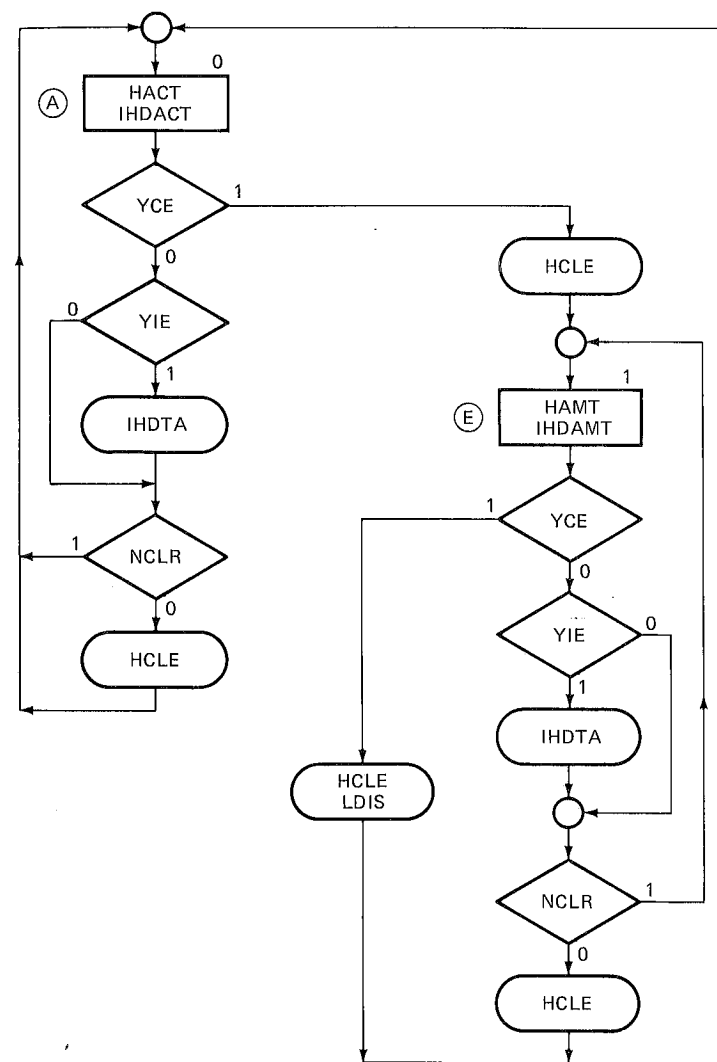 0
HACT
IHDACT
A
YCE
1
0
HCLE
YIE
0
1
IHDTA
1
HAMT
IHDAMT
E
NCLR
1
0
YCE
1
0
HCLE
YIE
0
1
IHDTA
HCLE
LDIS
NCLR
1
0
HCLE